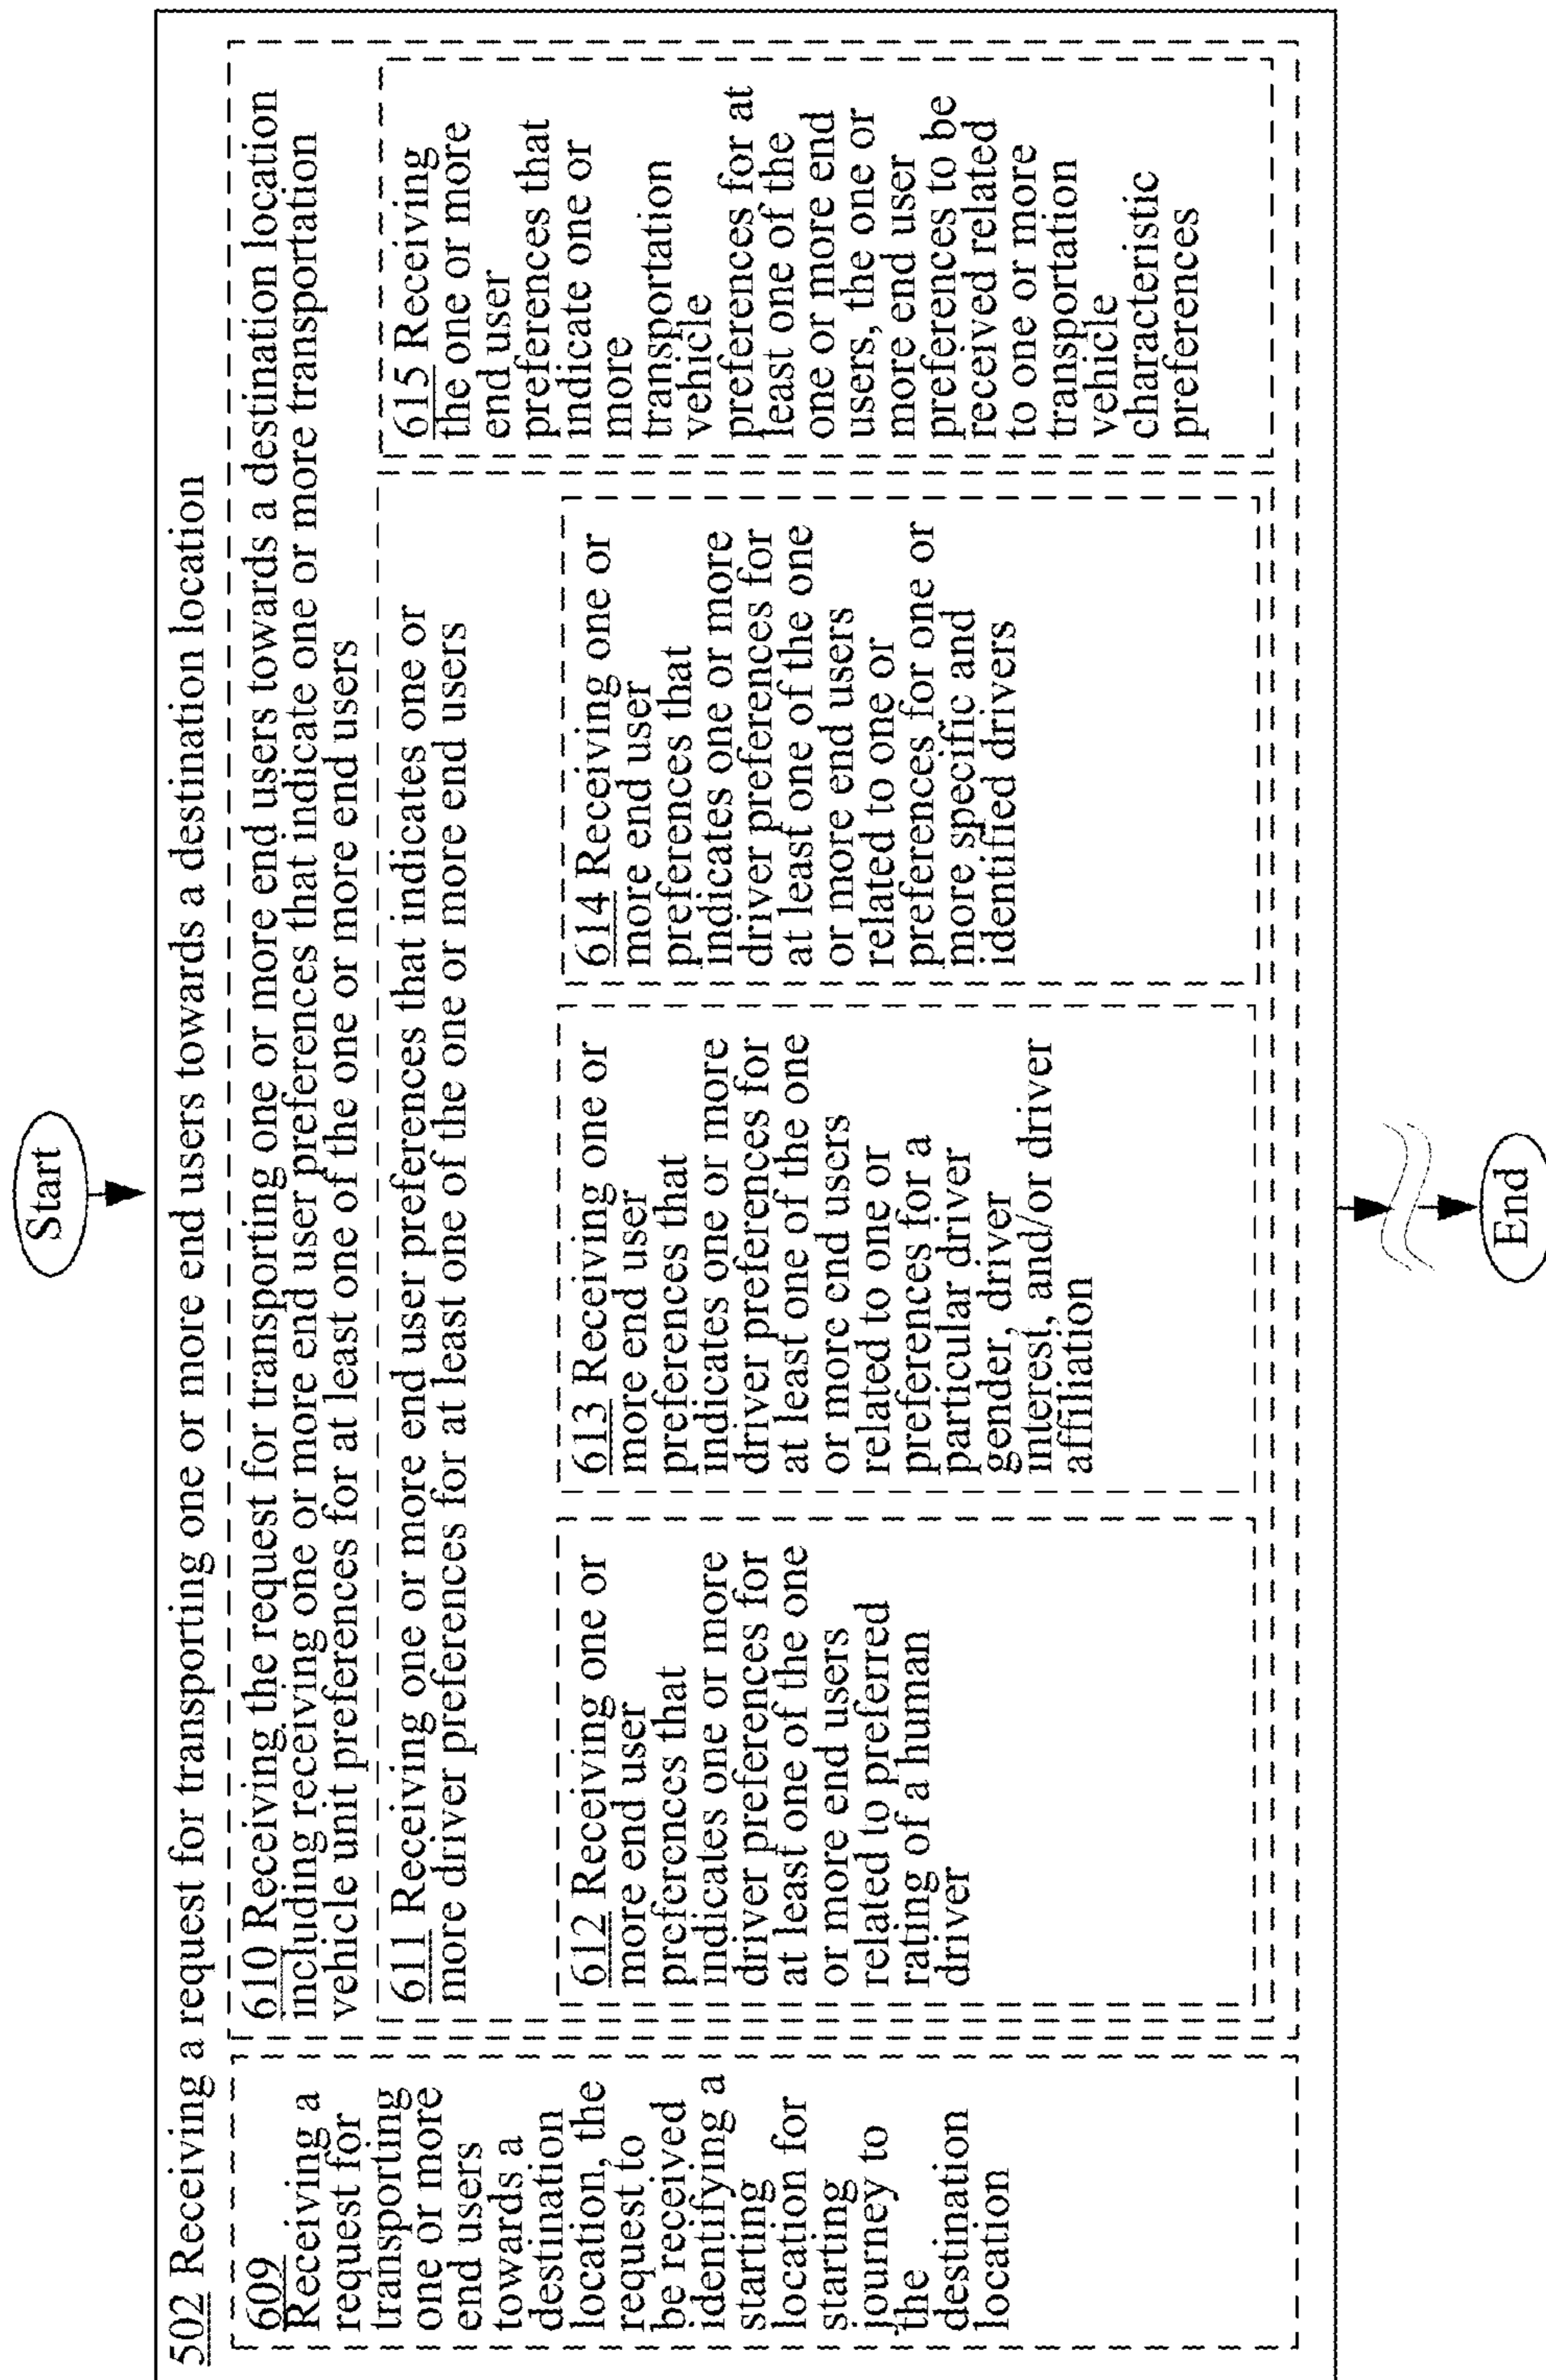 Start
502 Receiving a request for transporting one or more end users towards a destination location
609
Receiving a
request for
transporting
one or more
end users
towards a
destination
location, the
request to
be received
identifying a
starting
location for
starting
journey to
the
destination
location
610 Receiving the request for transporting one or more end users towards a destination location
including receiving one or more end user preferences that indicate one or more transportation
vehicle unit preferences for at least one of the one or more end users
611 Receiving one or more end user preferences that indicates one or
more driver preferences for at least one of the one or more end users
612 Receiving one or
more end user
preferences that
indicates one or more
driver preferences for
at least one of the one
or more end users
related to preferred
rating of a human
driver
613 Receiving one or
more end user
preferences that
indicates one or more
driver preferences for
at least one of the one
or more end users
related to one or
preferences for a
particular driver
gender, driver
interest, and/or driver
affiliation
614 Receiving one or
more end user
preferences that
indicates one or more
driver preferences for
at least one of the one
or more end users
related to one or
preferences for one or
more specific and
identified drivers
615 Receiving
the one or more
end user
preferences that
indicate one or
more
transportation
vehicle
preferences for at
least one of the
one or more end
users, the one or
more end user
preferences to be
received related
to one or more
transportation
vehicle
characteristic
preferences
End